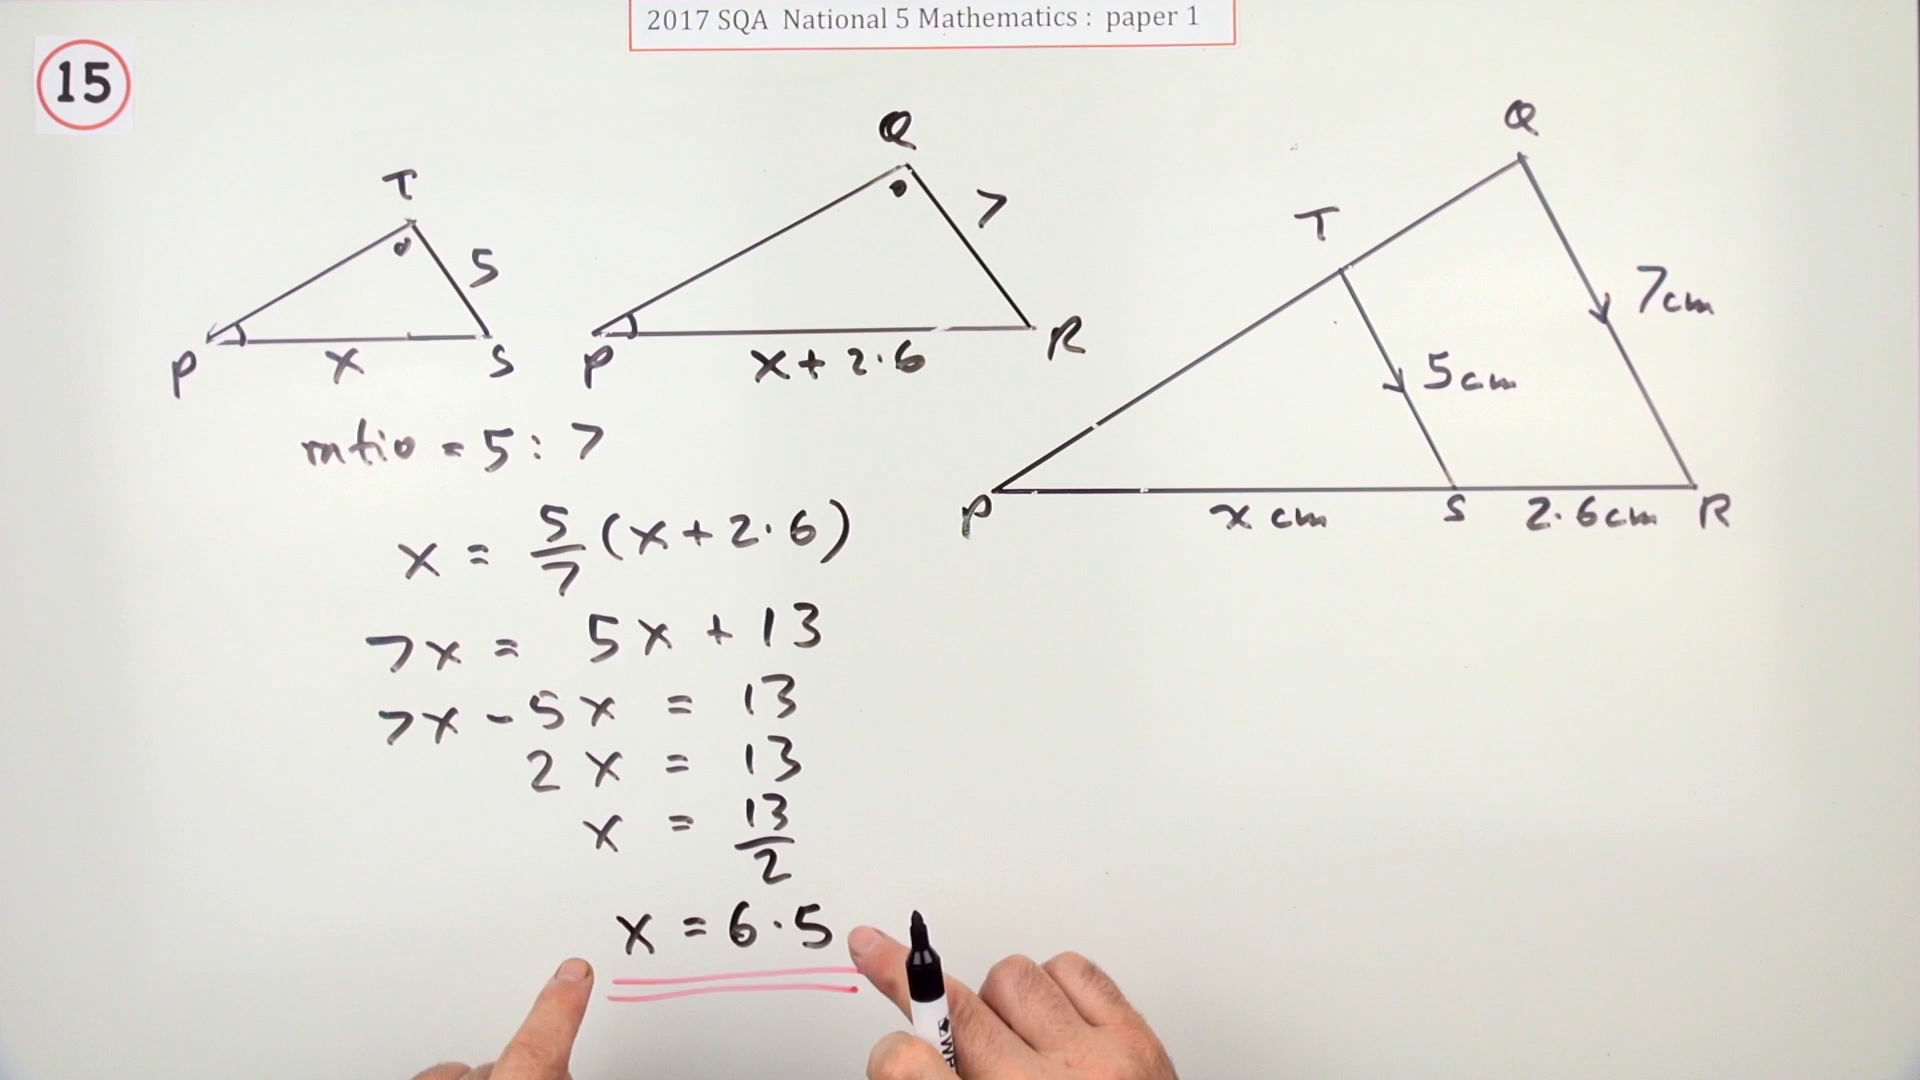 2017 SQA National 5 Mathematics : paper 1
15
T
5
P
x
S
Q
7
P
x + 2·6
R
Q
T
7cm
5cm
P
x cm
S
2·6cm
R
ratio = 5 : 7
x = 5/7 (x + 2·6)
7x = 5x + 13
7x - 5x = 13
2x = 13
x = 13/2
x = 6·5